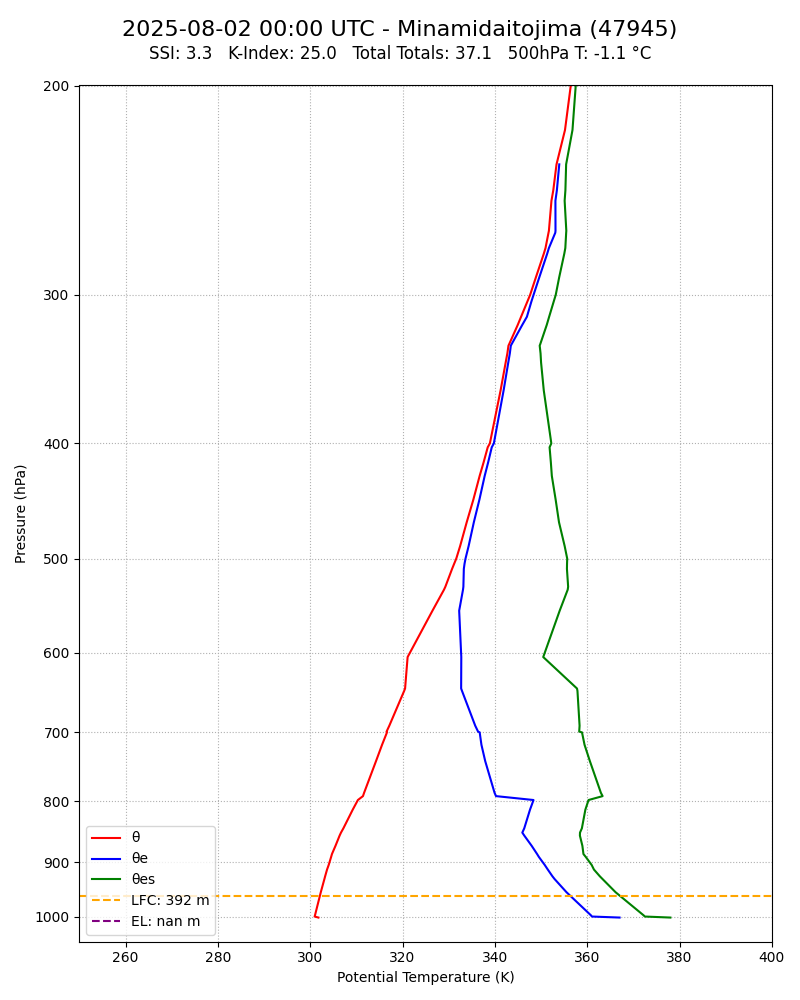 2025-08-02 00:00 UTC - Minamidaitojima (47945)
SSI: 3.3   K-Index: 25.0   Total Totals: 37.1   500hPa T: -1.1 °C
200
300
400
500
600
700
800
900
1000
Pressure (hPa)
θ
θe
θes
LFC: 392 m
EL: nan m
260
280
300
320
340
360
380
400
Potential Temperature (K)